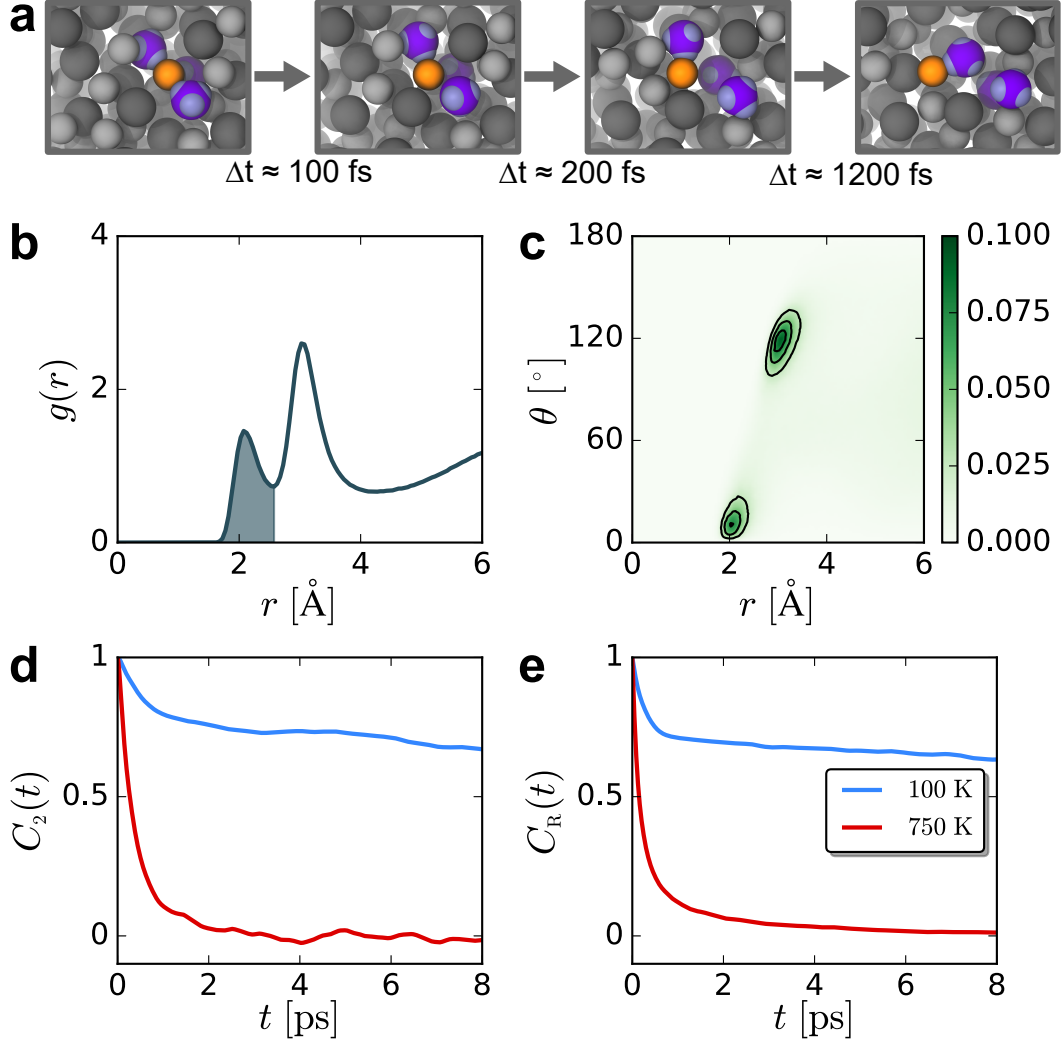 a
Δt ≈ 100 fs
Δt ≈ 200 fs
Δt ≈ 1200 fs
b
4
2
0
g(r)
0 2 4 6
r [Å]
c
180
120
60
0
θ [°]
0 2 4 6
r [Å]
0.100
0.075
0.050
0.025
0.000
d
1
0.5
0
C₂(t)
0 2 4 6 8
t [ps]
e
1
0.5
0
C_R(t)
100 K
750 K
0 2 4 6 8
t [ps]